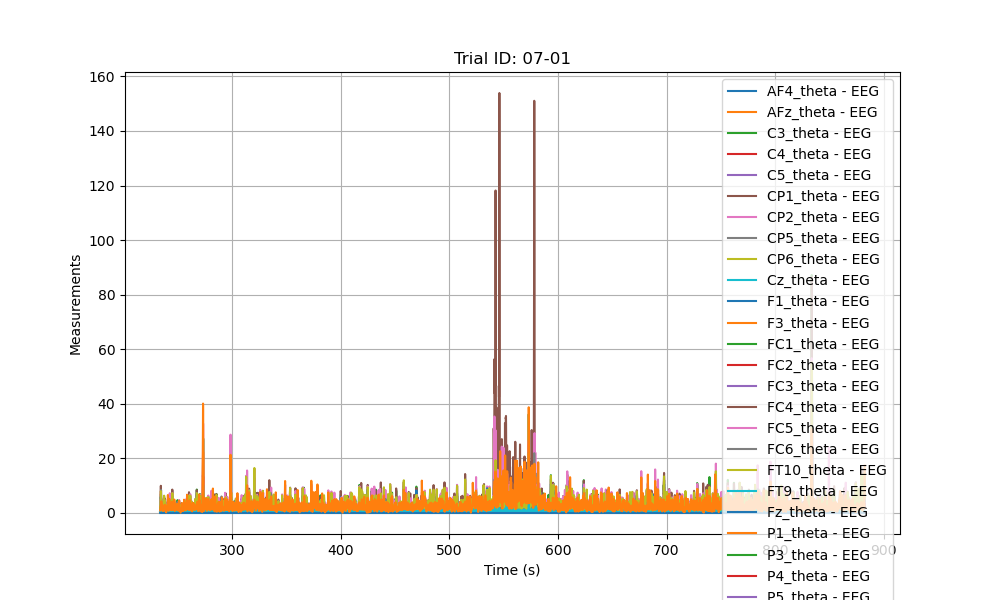 Trial ID: 07-01
Measurements
160
140
120
100
80
60
40
20
0
300
400
500
600
700
800
900
Time (s)
AF4_theta - EEG
AFz_theta - EEG
C3_theta - EEG
C4_theta - EEG
C5_theta - EEG
CP1_theta - EEG
CP2_theta - EEG
CP5_theta - EEG
CP6_theta - EEG
Cz_theta - EEG
F1_theta - EEG
F3_theta - EEG
FC1_theta - EEG
FC2_theta - EEG
FC3_theta - EEG
FC4_theta - EEG
FC5_theta - EEG
FC6_theta - EEG
FT10_theta - EEG
FT9_theta - EEG
Fz_theta - EEG
P1_theta - EEG
P3_theta - EEG
P4_theta - EEG
P5_theta - EEG